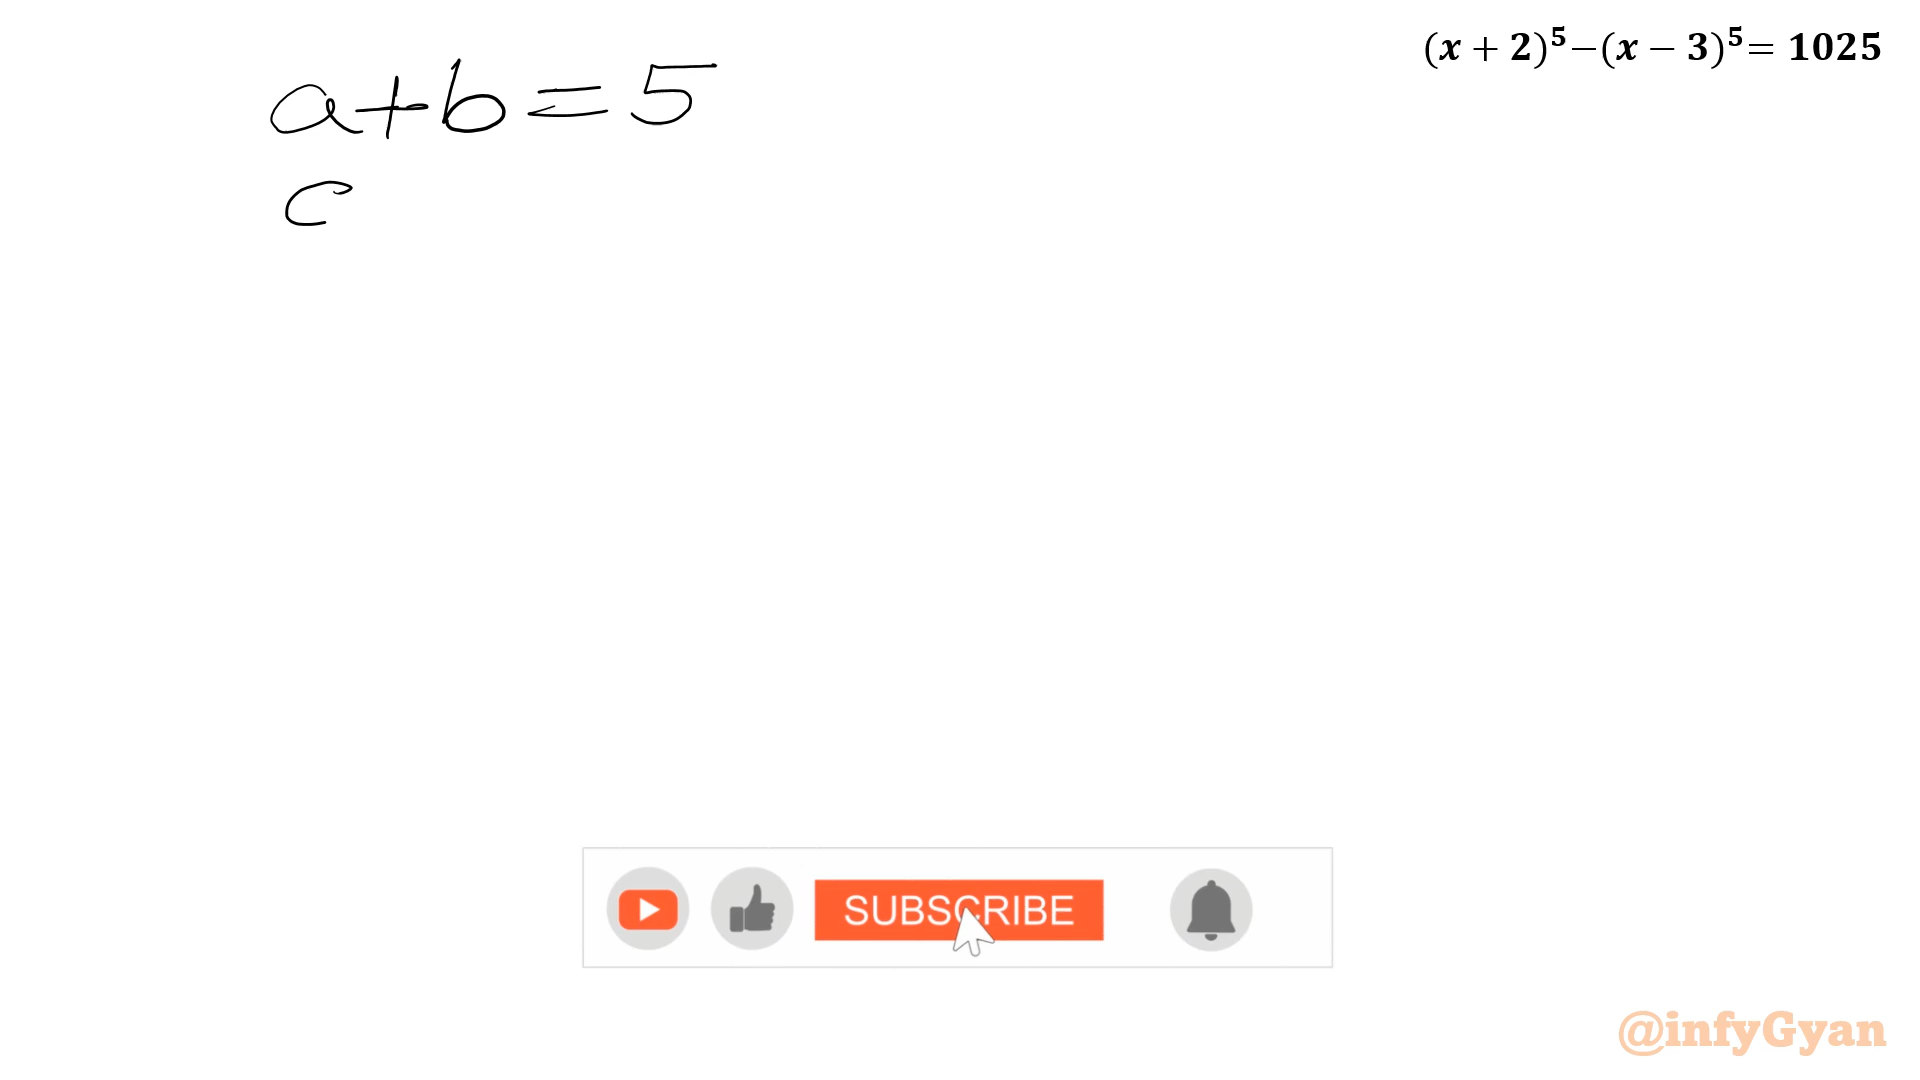 (x + 2)⁵−(x − 3)⁵= 1025
a+b=5
c
SUBSCRIBE
@infyGyan